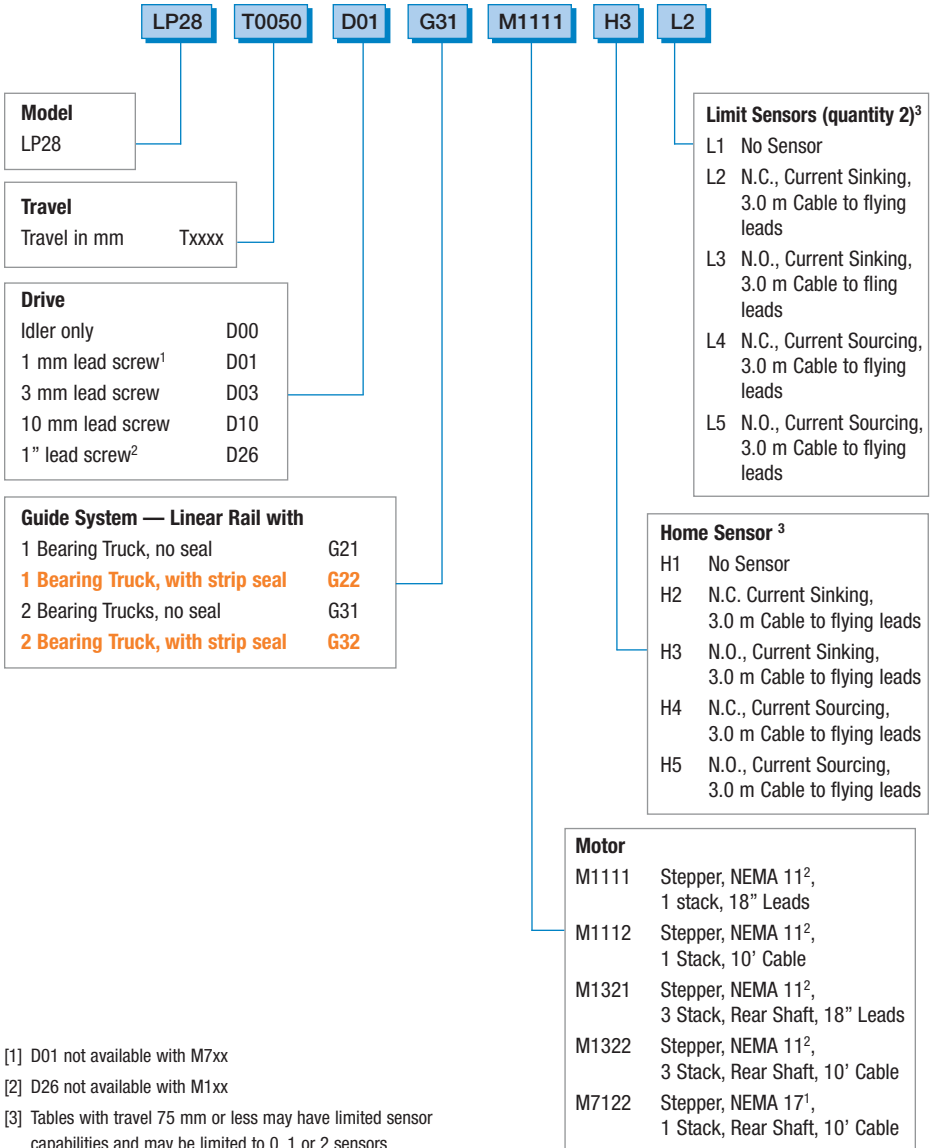 LP28 T0050 D01 G31 M1111 H3 L2
Model
LP28
Travel
Travel in mm Txxxx
Drive
Idler only D00
1 mm lead screw1 D01
3 mm lead screw D03
10 mm lead screw D10
1” lead screw2 D26
Guide System — Linear Rail with
1 Bearing Truck, no seal G21
1 Bearing Truck, with strip seal G22
2 Bearing Trucks, no seal G31
2 Bearing Truck, with strip seal G32
Limit Sensors (quantity 2)3
L1 No Sensor
L2 N.C., Current Sinking,
3.0 m Cable to flying
leads
L3 N.O., Current Sinking,
3.0 m Cable to fling
leads
L4 N.C., Current Sourcing,
3.0 m Cable to flying
leads
L5 N.O., Current Sourcing,
3.0 m Cable to flying
leads
Home Sensor 3
H1 No Sensor
H2 N.C. Current Sinking,
3.0 m Cable to flying leads
H3 N.O., Current Sinking,
3.0 m Cable to flying leads
H4 N.C., Current Sourcing,
3.0 m Cable to flying leads
H5 N.O., Current Sourcing,
3.0 m Cable to flying leads
Motor
M1111 Stepper, NEMA 112,
1 stack, 18” Leads
M1112 Stepper, NEMA 112,
1 Stack, 10’ Cable
M1321 Stepper, NEMA 112,
3 Stack, Rear Shaft, 18” Leads
M1322 Stepper, NEMA 112,
3 Stack, Rear Shaft, 10’ Cable
M7122 Stepper, NEMA 171,
1 Stack, Rear Shaft, 10’ Cable
[1] D01 not available with M7xx
[2] D26 not available with M1xx
[3] Tables with travel 75 mm or less may have limited sensor
capabilities and may be limited to 0, 1 or 2 sensors